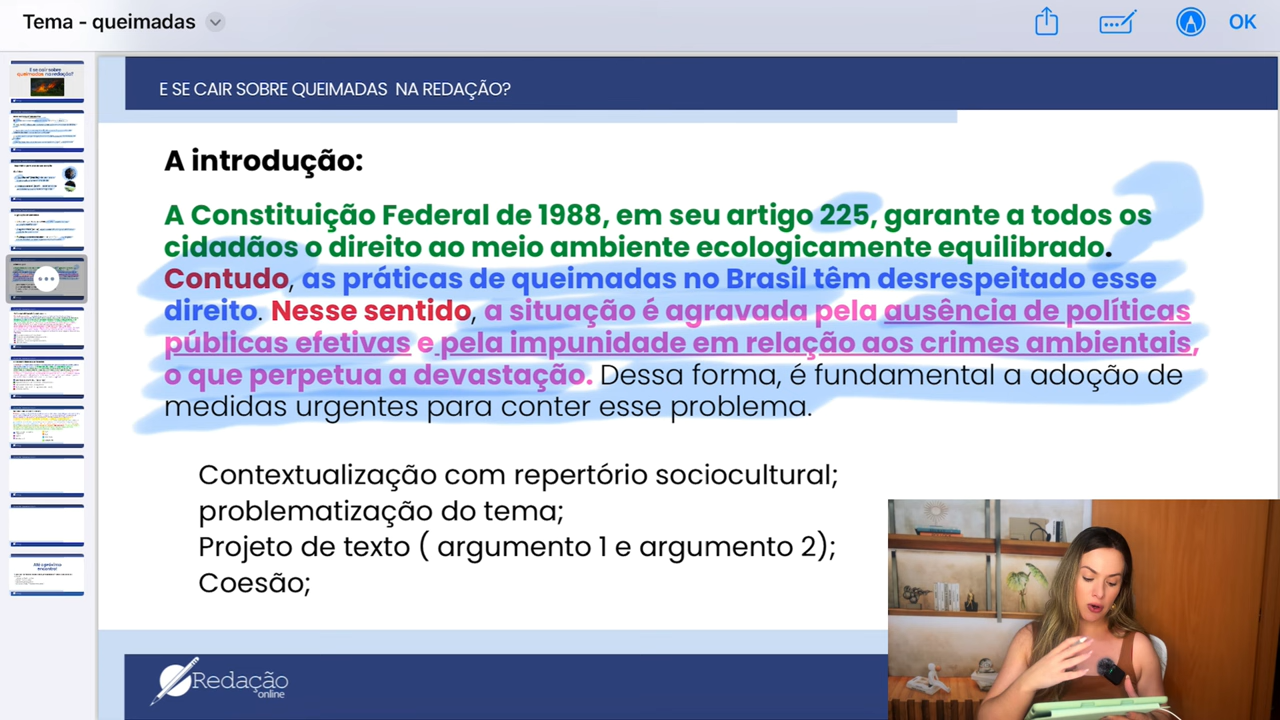 Tema - queimadas
OK
E SE CAIR SOBRE QUEIMADAS NA REDAÇÃO?
A introdução:
A Constituição Federal de 1988, em seu artigo 225, garante a todos os
cidadãos o direito ao meio ambiente ecologicamente equilibrado.
Contudo, as práticas de queimadas no Brasil têm desrespeitado esse
direito. Nesse sentido, a situação é agravada pela ausência de políticas
públicas efetivas e pela impunidade em relação aos crimes ambientais,
o que perpetua a devastação. Dessa forma, é fundamental a adoção de
medidas urgentes para conter esse problema.
Contextualização com repertório sociocultural;
problematização do tema;
Projeto de texto ( argumento 1 e argumento 2);
Coesão;
Redação
online